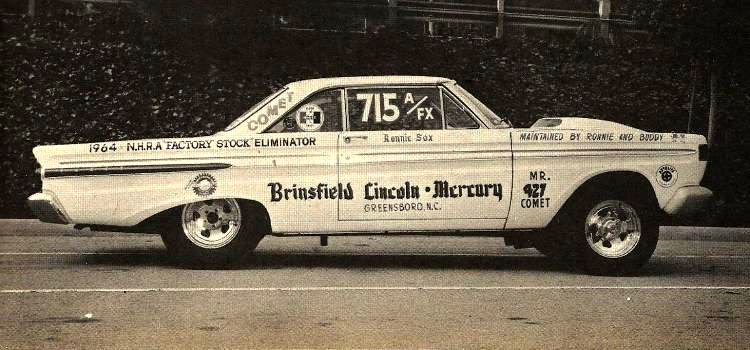 COMET
715 A/FX
Ronnie Sox
MAINTAINED BY RONNIE AND BUDDY
1964 N.H.R.A "FACTORY STOCK" ELIMINATOR
Brinsfield Lincoln • Mercury
GREENSBORO, N.C.
MR.
427
COMET